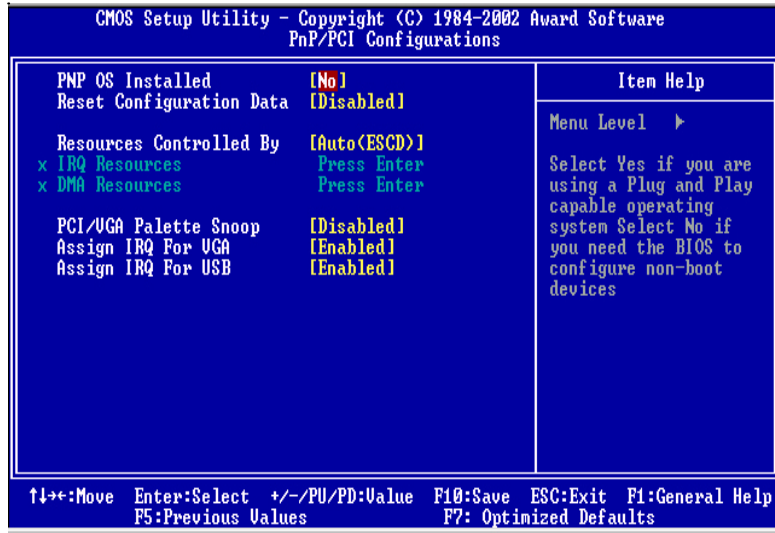 CMOS Setup Utility - Copyright (C) 1984-2002 Award Software
PnP/PCI Configurations
PNP OS Installed [No]
Reset Configuration Data [Disabled]
Resources Controlled By [Auto(ESCD)]
x IRQ Resources Press Enter
x DMA Resources Press Enter
PCI/VGA Palette Snoop [Disabled]
Assign IRQ For VGA [Enabled]
Assign IRQ For USB [Enabled]
Item Help
Menu Level ▶
Select Yes if you are
using a Plug and Play
capable operating
system Select No if
you need the BIOS to
configure non-boot
devices
↑↓→←:Move Enter:Select +/-/PU/PD:Value F10:Save ESC:Exit F1:General Help
F5:Previous Values F7: Optimized Defaults